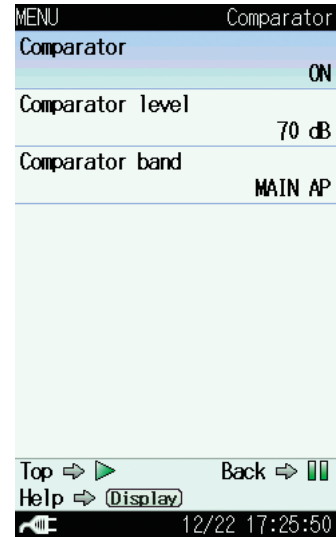 MENU Comparator
Comparator
ON
Comparator level
70 dB
Comparator band
MAIN AP
Top ⇨ ▷ Back ⇨ ▯▯
Help ⇨ Display
12/22 17:25:50